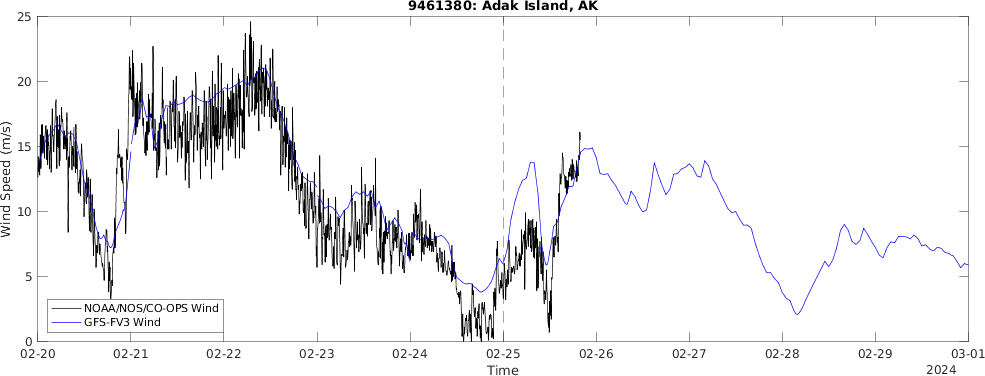 9461380: Adak Island, AK
Wind Speed (m/s)
25
20
15
10
5
0
NOAA/NOS/CO-OPS Wind
GFS-FV3 Wind
02-20 02-21 02-22 02-23 02-24 02-25 02-26 02-27 02-28 02-29 03-01
Time
2024